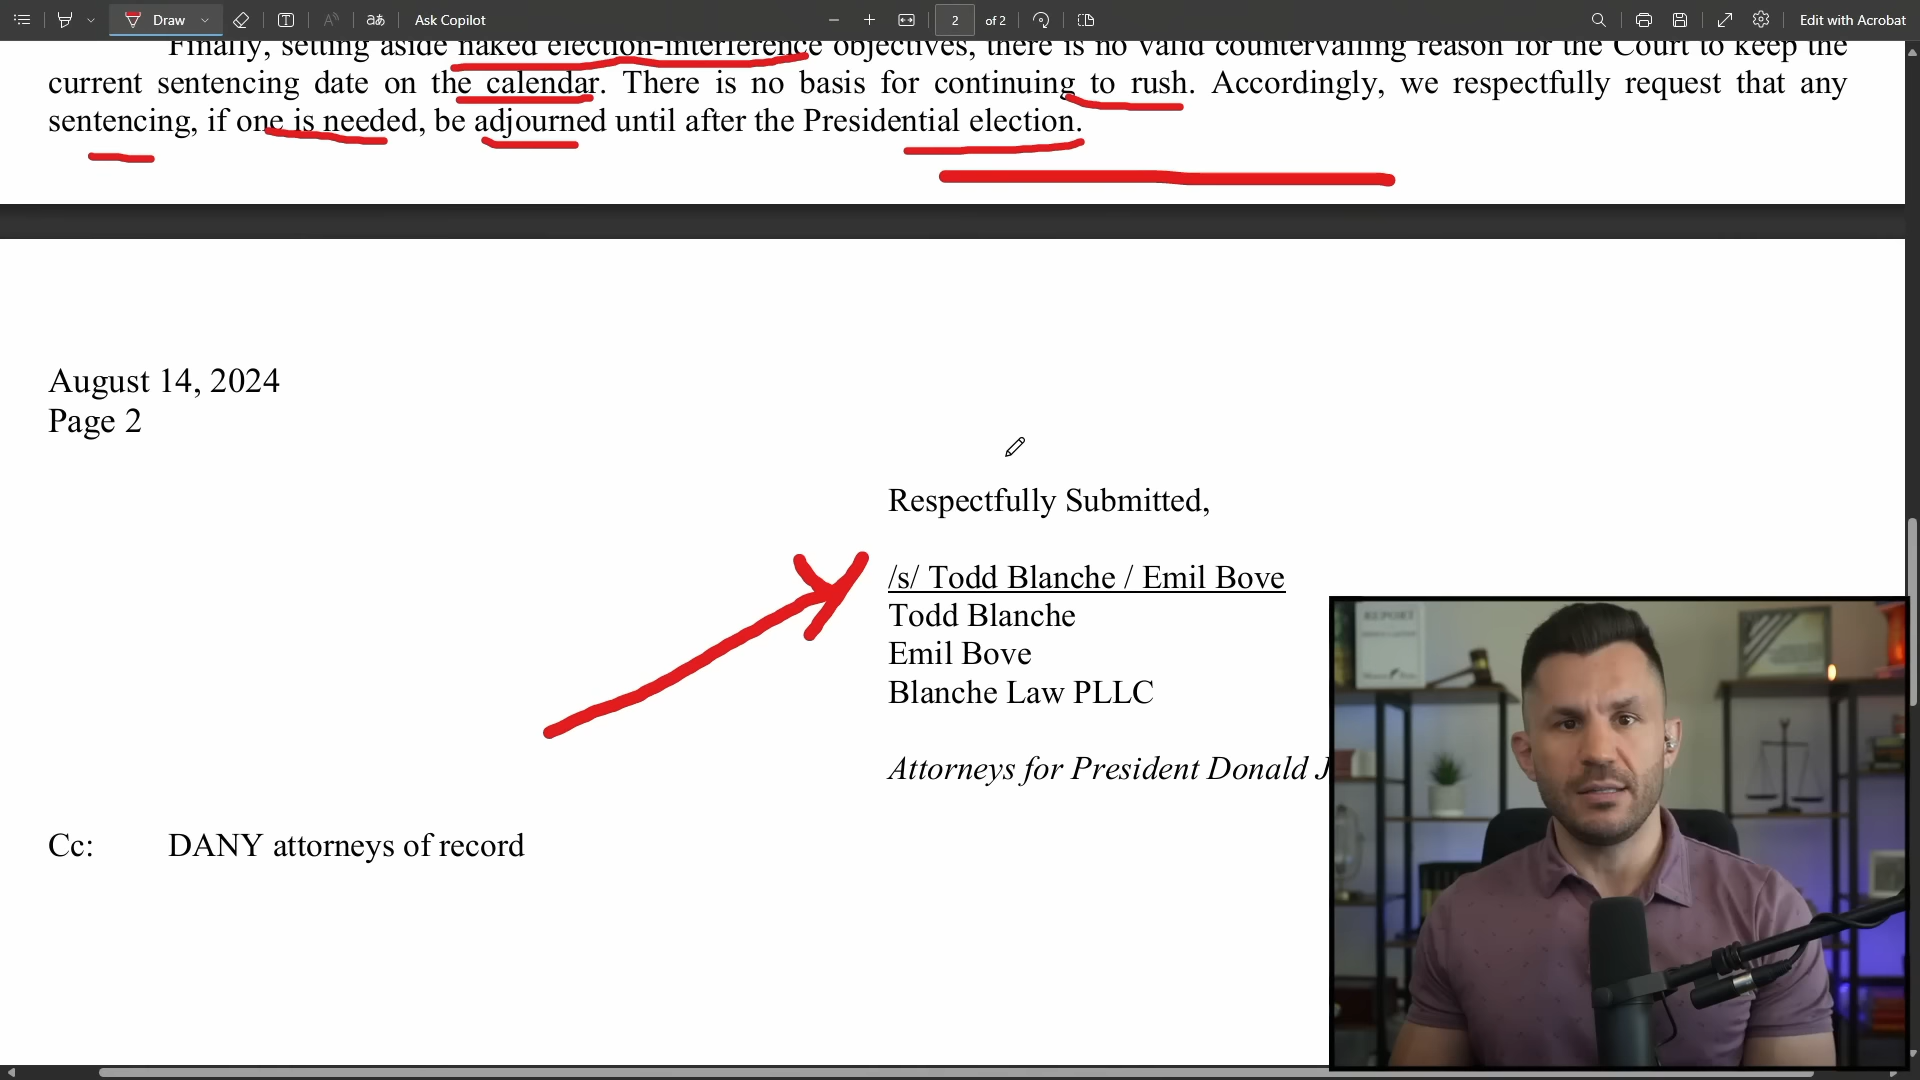 Draw
Ask Copilot
2
of 2
Edit with Acrobat
Finally, setting aside naked election-interference objectives, there is no valid countervailing reason for the Court to keep the
current sentencing date on the calendar. There is no basis for continuing to rush. Accordingly, we respectfully request that any
sentencing, if one is needed, be adjourned until after the Presidential election.
August 14, 2024
Page 2
Respectfully Submitted,
/s/ Todd Blanche / Emil Bove
Todd Blanche
Emil Bove
Blanche Law PLLC
Attorneys for President Donald J
Cc: DANY attorneys of record
REPORT